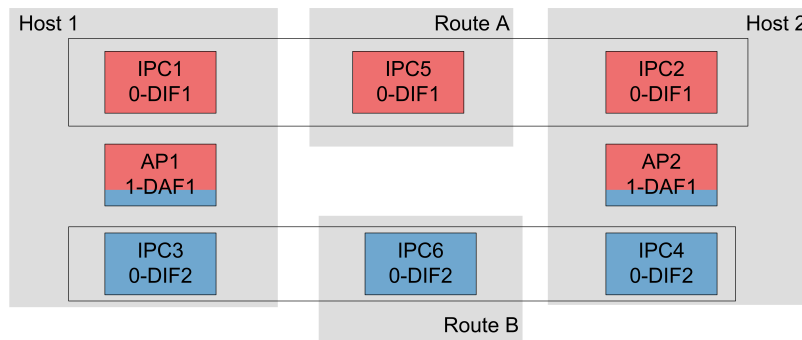 Host 1
Route A
Host 2
IPC1
0-DIF1
IPC5
0-DIF1
IPC2
0-DIF1
AP1
1-DAF1
AP2
1-DAF1
IPC3
0-DIF2
IPC6
0-DIF2
IPC4
0-DIF2
Route B